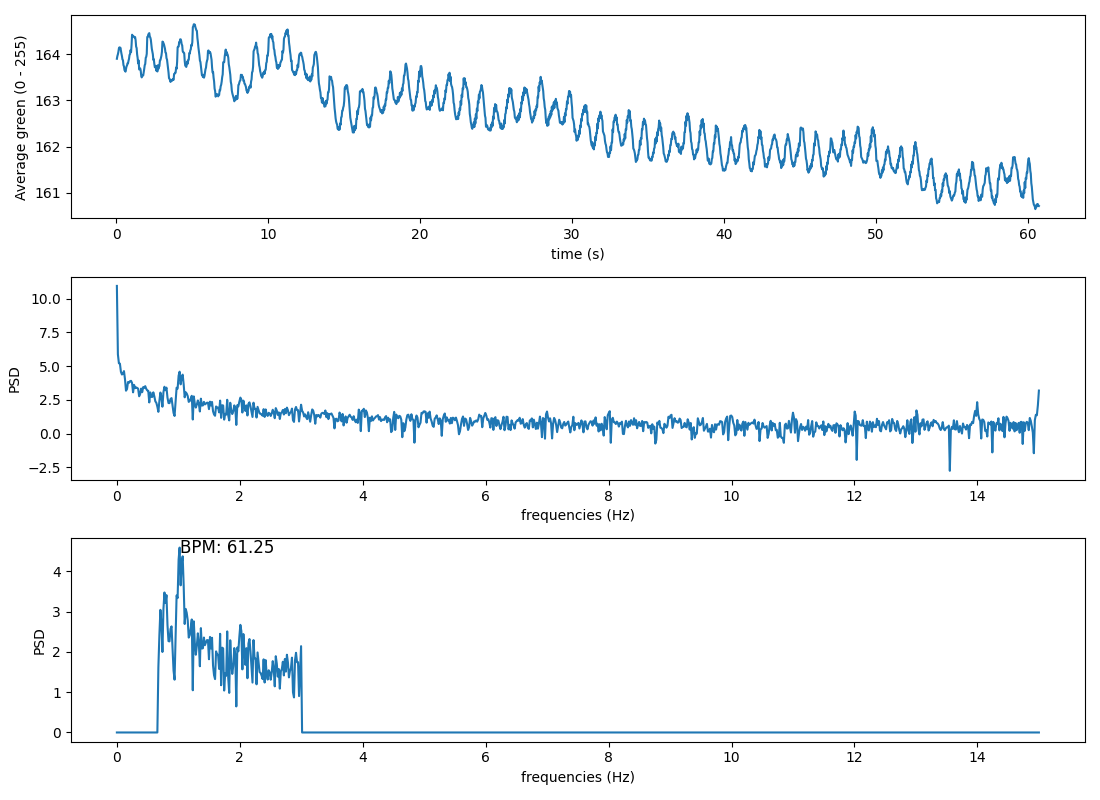 Average green (0 - 255)
164
163
162
161
0 10 20 30 40 50 60
time (s)
PSD
10.0
7.5
5.0
2.5
0.0
−2.5
0 2 4 6 8 10 12 14
frequencies (Hz)
BPM: 61.25
PSD
4
3
2
1
0
0 2 4 6 8 10 12 14
frequencies (Hz)